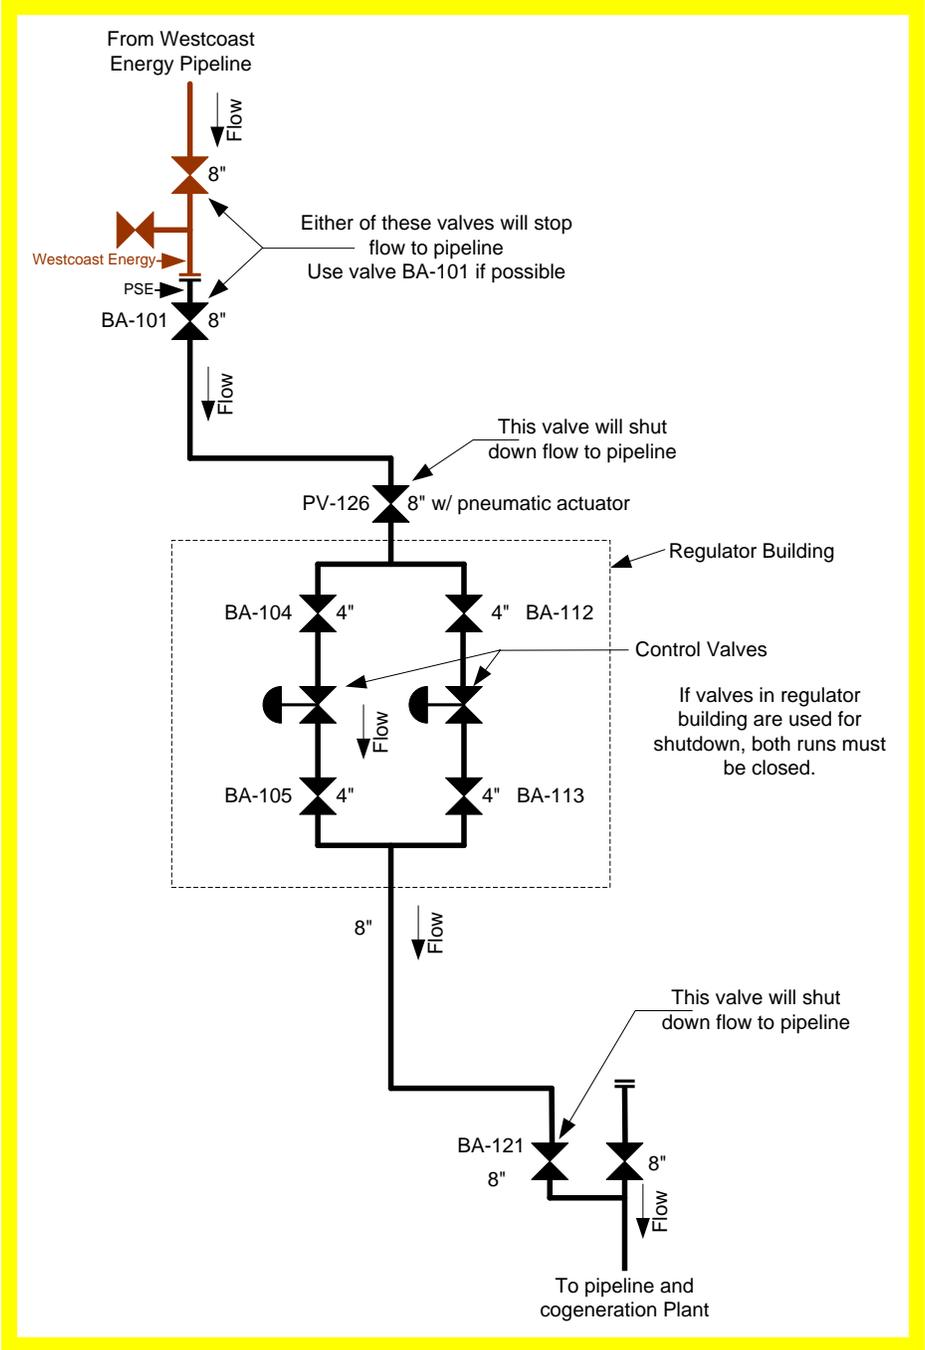 From Westcoast
Energy Pipeline
Flow
8"
Either of these valves will stop
flow to pipeline
Use valve BA-101 if possible
Westcoast Energy
PSE
BA-101
8"
Flow
This valve will shut
down flow to pipeline
PV-126
8" w/ pneumatic actuator
Regulator Building
BA-104
4"
4"
BA-112
Control Valves
Flow
If valves in regulator
building are used for
shutdown, both runs must
be closed.
BA-105
4"
4"
BA-113
8"
Flow
This valve will shut
down flow to pipeline
BA-121
8"
8"
Flow
To pipeline and
cogeneration Plant